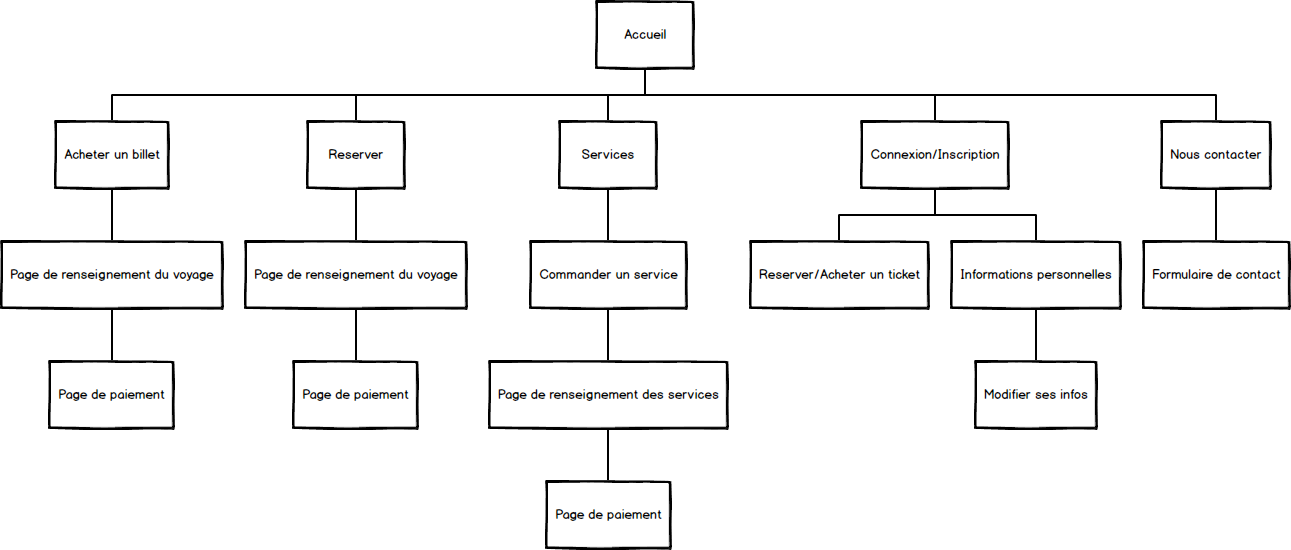 Accueil
Acheter un billet
Reserver
Services
Connexion/Inscription
Nous contacter
Page de renseignement du voyage
Page de renseignement du voyage
Commander un service
Reserver/Acheter un ticket
Informations personnelles
Formulaire de contact
Page de paiement
Page de paiement
Page de renseignement des services
Modifier ses infos
Page de paiement